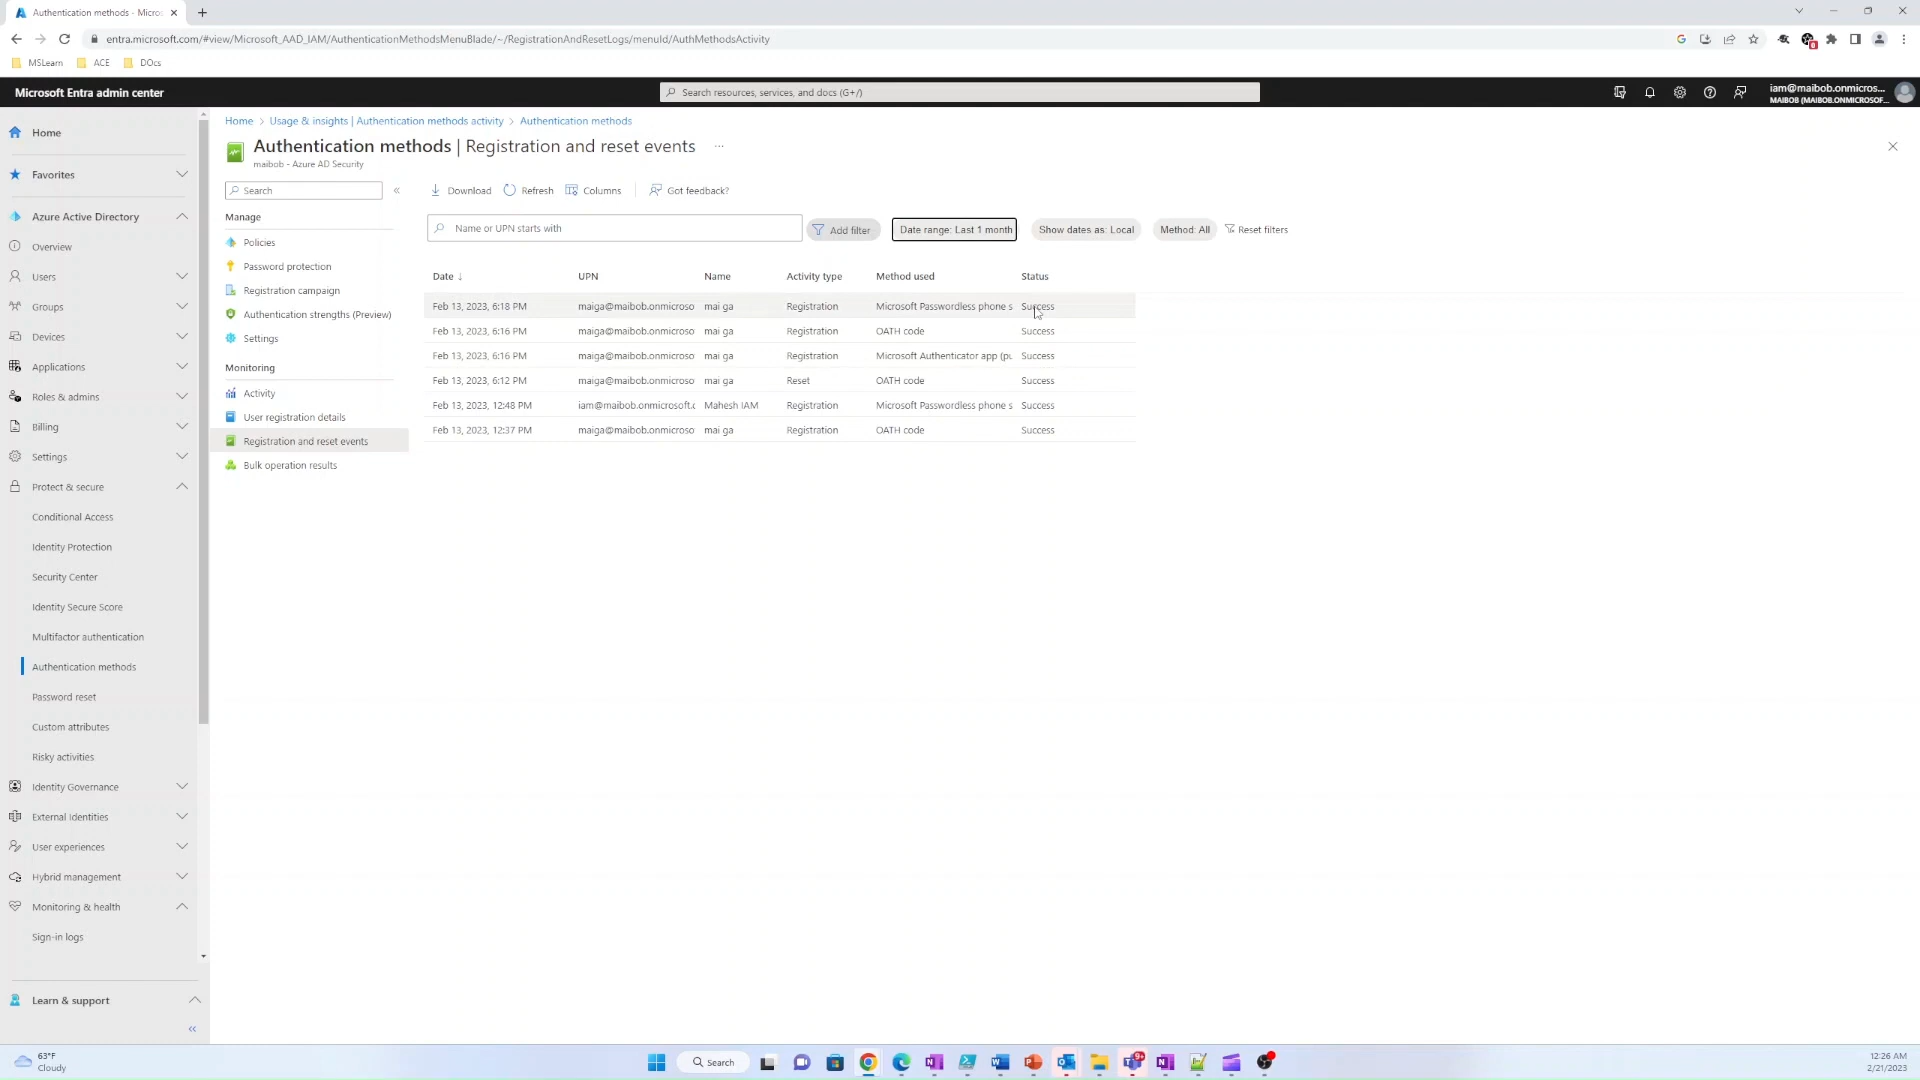 Authentication methods - Micros
entra.microsoft.com/#view/Microsoft_AAD_IAM/AuthenticationMethodsMenuBlade/~/RegistrationAndResetLogs/menuId/AuthMethodsActivity
MSLearn ACE DOcs
Microsoft Entra admin center
Search resources, services, and docs (G+/)
iam@maibob.onmicros...
MAIBOB (MAIBOB.ONMICROSOF...
Home
Favorites
Azure Active Directory
Overview
Users
Groups
Devices
Applications
Roles & admins
Billing
Settings
Protect & secure
Conditional Access
Identity Protection
Security Center
Identity Secure Score
Multifactor authentication
Authentication methods
Password reset
Custom attributes
Risky activities
Identity Governance
External Identities
User experiences
Hybrid management
Monitoring & health
Sign-in logs
Learn & support
Home > Usage & insights | Authentication methods activity > Authentication methods
Authentication methods | Registration and reset events ...
maibob - Azure AD Security
Search
Manage
Policies
Password protection
Registration campaign
Authentication strengths (Preview)
Settings
Monitoring
Activity
User registration details
Registration and reset events
Bulk operation results
Download Refresh Columns Got feedback?
Name or UPN starts with
Add filter
Date range: Last 1 month
Show dates as: Local
Method: All
Reset filters
Date ↓ UPN Name Activity type Method used Status
Feb 13, 2023, 6:18 PM maiga@maibob.onmicroso mai ga Registration Microsoft Passwordless phone s Success
Feb 13, 2023, 6:16 PM maiga@maibob.onmicroso mai ga Registration OATH code Success
Feb 13, 2023, 6:16 PM maiga@maibob.onmicroso mai ga Registration Microsoft Authenticator app (pu Success
Feb 13, 2023, 6:12 PM maiga@maibob.onmicroso mai ga Reset OATH code Success
Feb 13, 2023, 12:48 PM iam@maibob.onmicrosoft.c Mahesh IAM Registration Microsoft Passwordless phone s Success
Feb 13, 2023, 12:37 PM maiga@maibob.onmicroso mai ga Registration OATH code Success
63°F
Cloudy
Search
9+
12:26 AM
2/21/2023